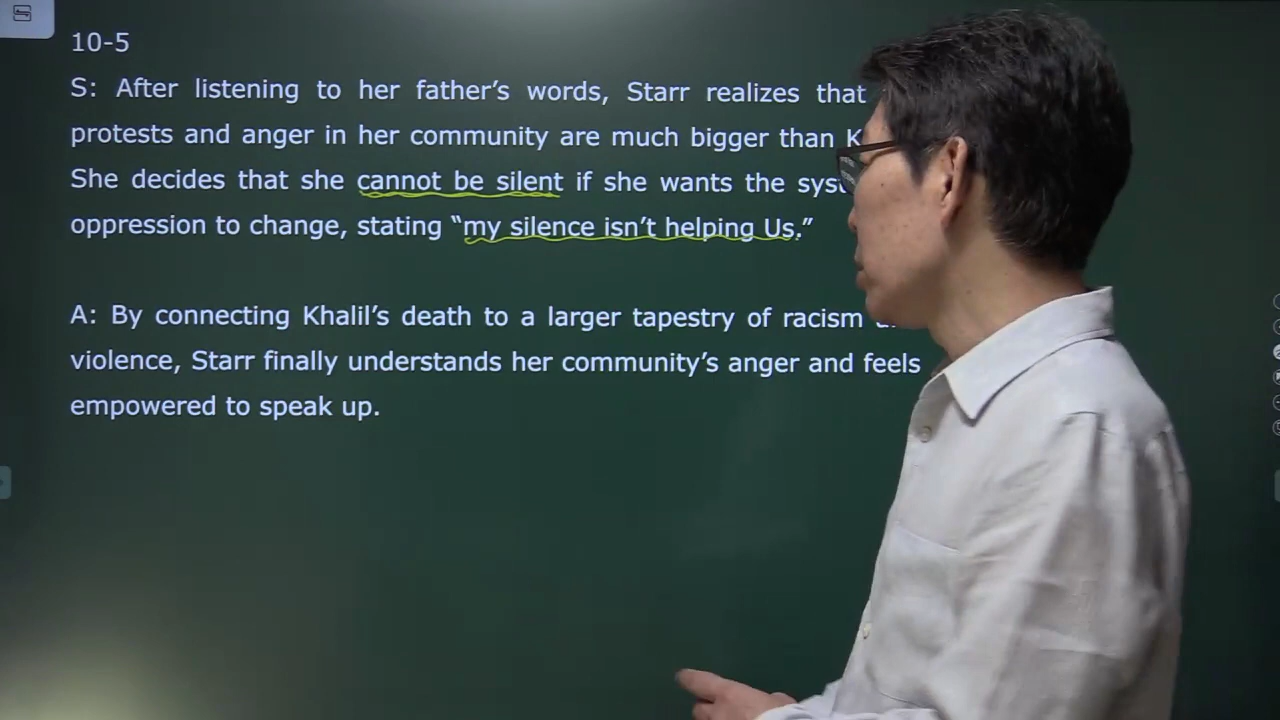 10-5
S: After listening to her father’s words, Starr realizes that
protests and anger in her community are much bigger than
She decides that she cannot be silent if she wants the
oppression to change, stating “my silence isn’t helping Us.”
A: By connecting Khalil’s death to a larger tapestry of racism
violence, Starr finally understands her community’s anger and feels
empowered to speak up.